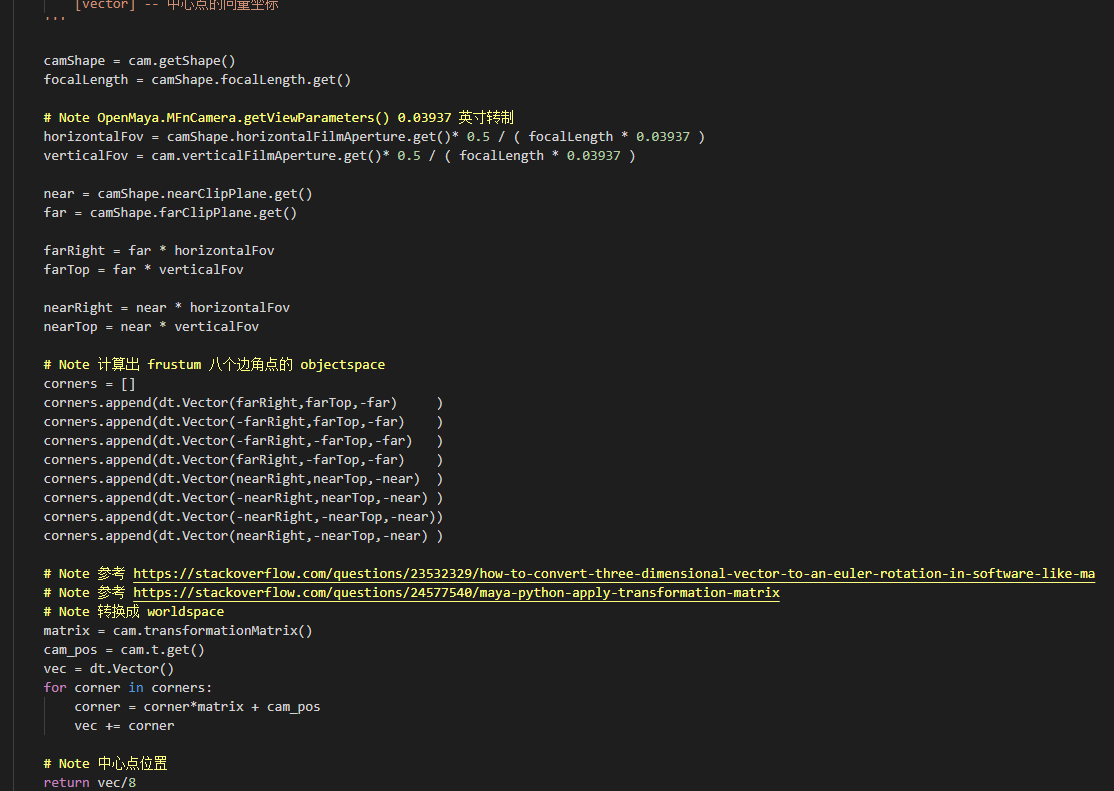 [vector] -- 中心点的向量坐标
'''
camShape = cam.getShape()
focalLength = camShape.focalLength.get()
# Note OpenMaya.MFnCamera.getViewParameters() 0.03937 英寸转制
horizontalFov = camShape.horizontalFilmAperture.get()* 0.5 / ( focalLength * 0.03937 )
verticalFov = cam.verticalFilmAperture.get()* 0.5 / ( focalLength * 0.03937 )
near = camShape.nearClipPlane.get()
far = camShape.farClipPlane.get()
farRight = far * horizontalFov
farTop = far * verticalFov
nearRight = near * horizontalFov
nearTop = near * verticalFov
# Note 计算出 frustum 八个边角点的 objectspace
corners = []
corners.append(dt.Vector(farRight,farTop,-far)     )
corners.append(dt.Vector(-farRight,farTop,-far)    )
corners.append(dt.Vector(-farRight,-farTop,-far)   )
corners.append(dt.Vector(farRight,-farTop,-far)    )
corners.append(dt.Vector(nearRight,nearTop,-near)  )
corners.append(dt.Vector(-nearRight,nearTop,-near) )
corners.append(dt.Vector(-nearRight,-nearTop,-near))
corners.append(dt.Vector(nearRight,-nearTop,-near) )
# Note 参考 https://stackoverflow.com/questions/23532329/how-to-convert-three-dimensional-vector-to-an-euler-rotation-in-software-like-ma
# Note 参考 https://stackoverflow.com/questions/24577540/maya-python-apply-transformation-matrix
# Note 转换成 worldspace
matrix = cam.transformationMatrix()
cam_pos = cam.t.get()
vec = dt.Vector()
for corner in corners:
    corner = corner*matrix + cam_pos
    vec += corner
# Note 中心点位置
return vec/8